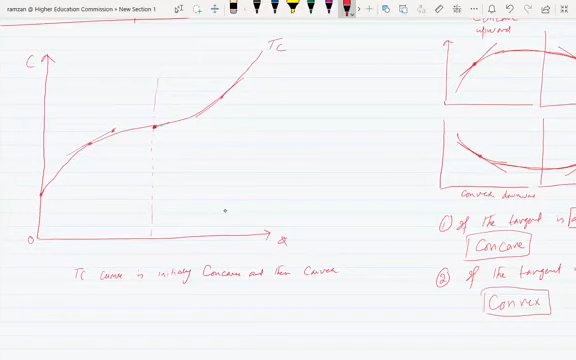 ramzan @ Higher Education Commission » New Section 1
Concave
upward
C
TC
O
Q
convex downward
① If the tangent is
Concave
② If the tangent
Convex
TC curve is initially Concave and then Convex